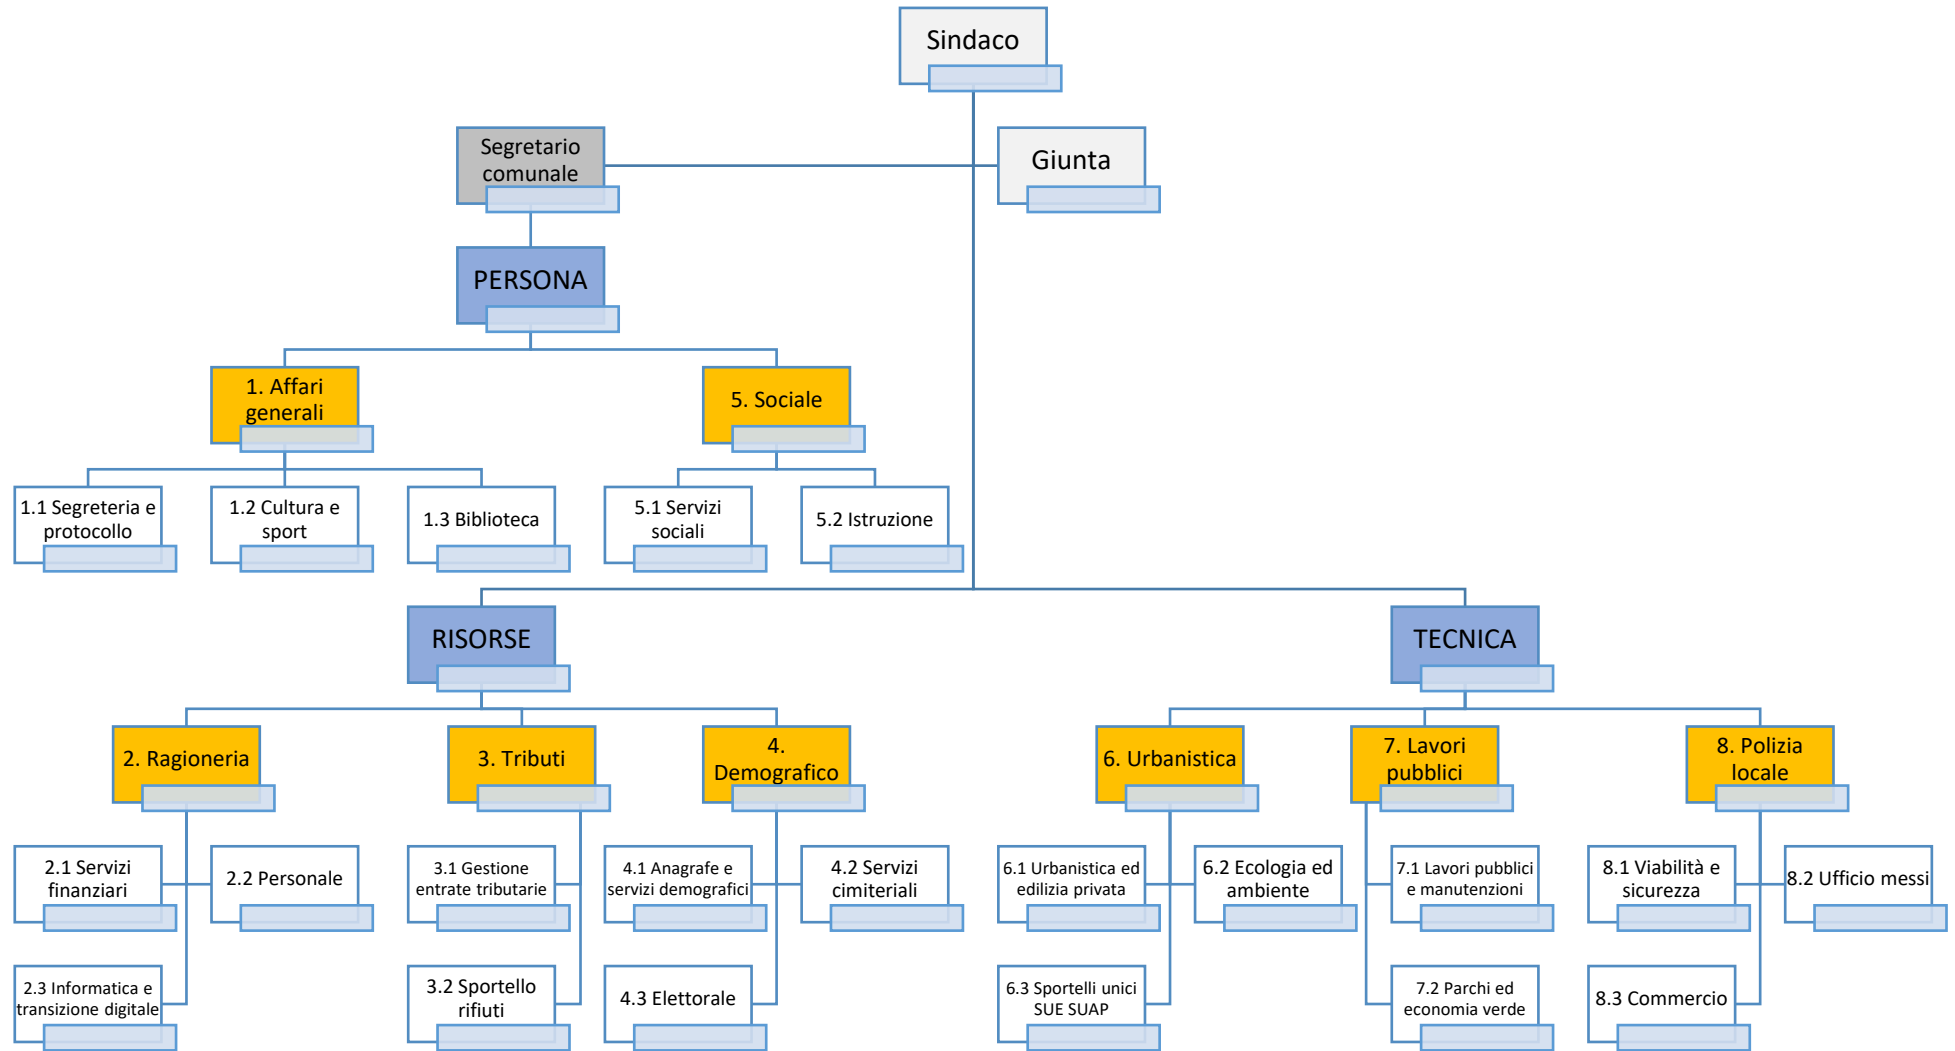 Sindaco
Segretario
comunale
Giunta
PERSONA
1. Affari
generali
5. Sociale
1.1 Segreteria e
protocollo
1.2 Cultura e
sport
1.3 Biblioteca
5.1 Servizi
sociali
5.2 Istruzione
RISORSE
TECNICA
2. Ragioneria
3. Tributi
4.
Demografico
6. Urbanistica
7. Lavori
pubblici
8. Polizia
locale
2.1 Servizi
finanziari
2.2 Personale
3.1 Gestione
entrate tributarie
4.1 Anagrafe e
servizi demografici
4.2 Servizi
cimiteriali
6.1 Urbanistica ed
edilizia privata
6.2 Ecologia ed
ambiente
7.1 Lavori pubblici
e manutenzioni
8.1 Viabilità e
sicurezza
8.2 Ufficio messi
2.3 Informatica e
transizione digitale
3.2 Sportello
rifiuti
4.3 Elettorale
6.3 Sportelli unici
SUE SUAP
7.2 Parchi ed
economia verde
8.3 Commercio